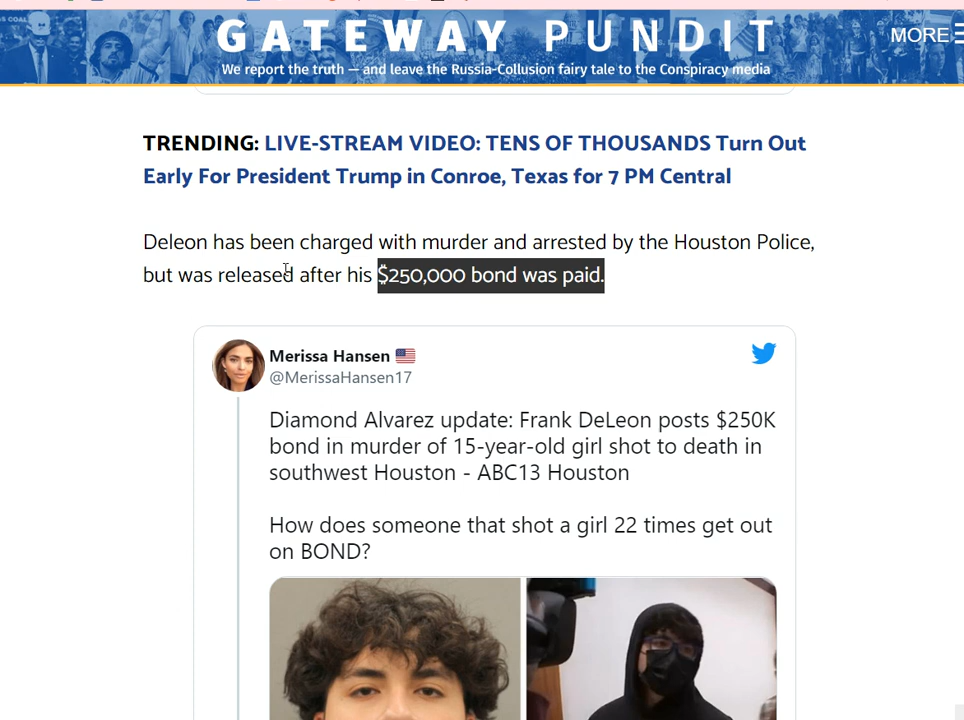 GATEWAY PUNDIT
MORE
We report the truth — and leave the Russia-Collusion fairy tale to the Conspiracy media
TRENDING: LIVE-STREAM VIDEO: TENS OF THOUSANDS Turn Out
Early For President Trump in Conroe, Texas for 7 PM Central
Deleon has been charged with murder and arrested by the Houston Police,
but was released after his $250,000 bond was paid.
Merissa Hansen 🇺🇸
@MerissaHansen17
Diamond Alvarez update: Frank DeLeon posts $250K
bond in murder of 15-year-old girl shot to death in
southwest Houston - ABC13 Houston
How does someone that shot a girl 22 times get out
on BOND?